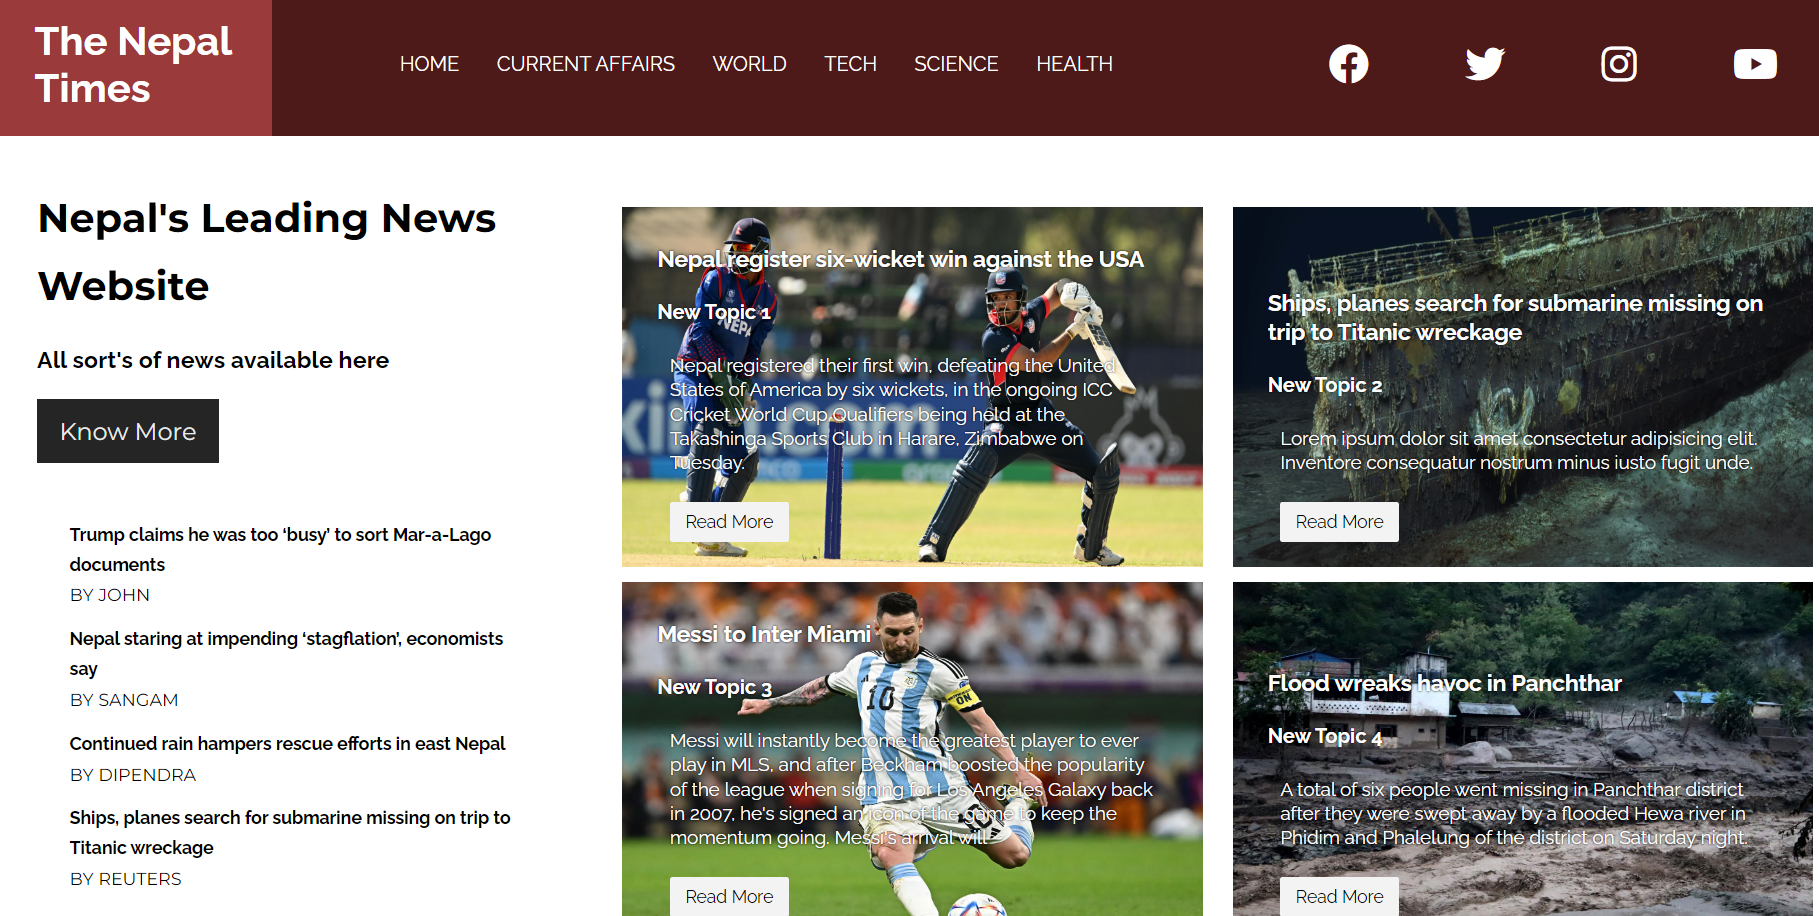 The Nepal
Times
HOME CURRENT AFFAIRS WORLD TECH SCIENCE HEALTH
Nepal's Leading News
Website
All sort's of news available here
Know More
Trump claims he was too ‘busy’ to sort Mar-a-Lago
documents
BY JOHN
Nepal staring at impending ‘stagflation’, economists
say
BY SANGAM
Continued rain hampers rescue efforts in east Nepal
BY DIPENDRA
Ships, planes search for submarine missing on trip to
Titanic wreckage
BY REUTERS
Nepal register six-wicket win against the USA
New Topic 1
Nepal registered their first win, defeating the United
States of America by six wickets, in the ongoing ICC
Cricket World Cup Qualifiers being held at the
Takashinga Sports Club in Harare, Zimbabwe on
Tuesday.
Read More
NEPA
Ships, planes search for submarine missing on
trip to Titanic wreckage
New Topic 2
Lorem ipsum dolor sit amet consectetur adipisicing elit.
Inventore consequatur nostrum minus iusto fugit unde.
Read More
Messi to Inter Miami
New Topic 3
Messi will instantly become the greatest player to ever
play in MLS, and after Beckham boosted the popularity
of the league when signing for Los Angeles Galaxy back
in 2007, he's signed an icon of the game to keep the
momentum going. Messi's arrival will
Read More
10
Flood wreaks havoc in Panchthar
New Topic 4
A total of six people went missing in Panchthar district
after they were swept away by a flooded Hewa river in
Phidim and Phalelung of the district on Saturday night.
Read More